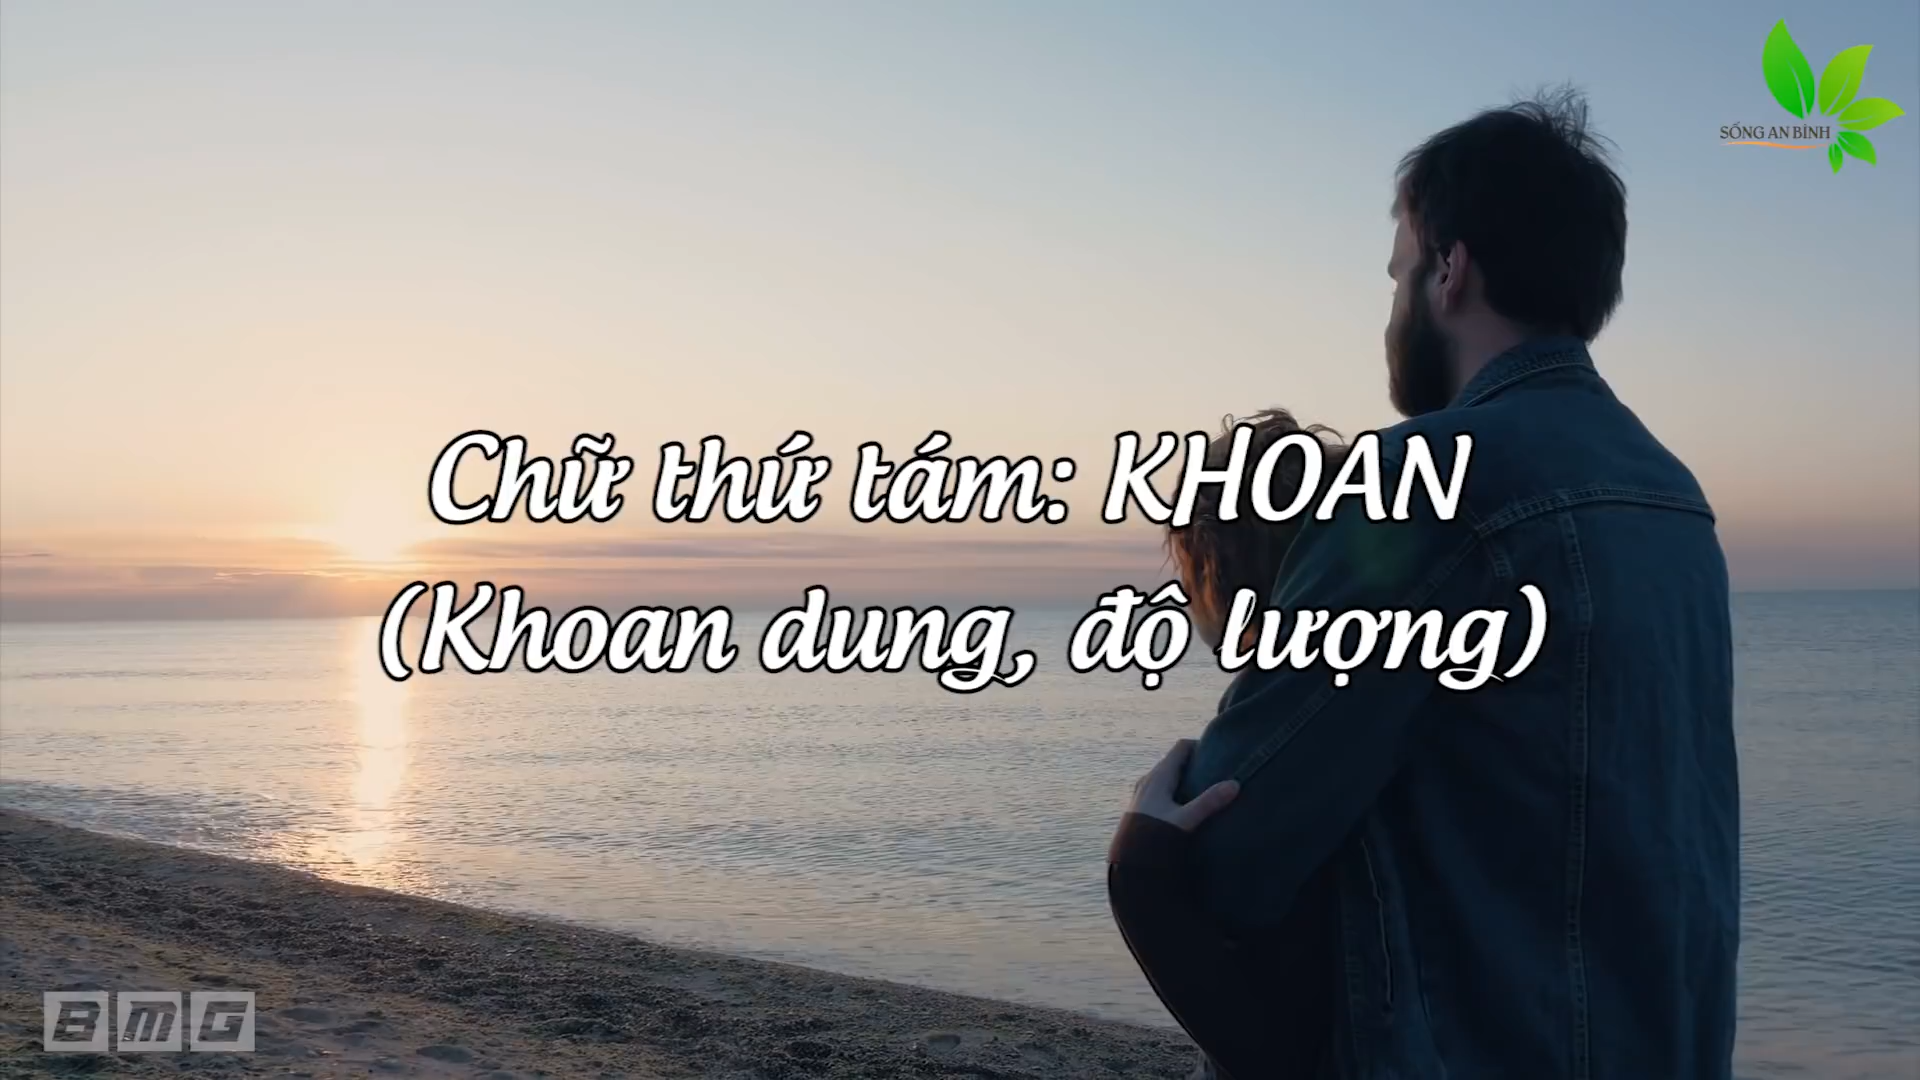 SỐNG AN BÌNH
Chữ thứ tám: KHOAN
(Khoan dung, độ lượng)
BMG